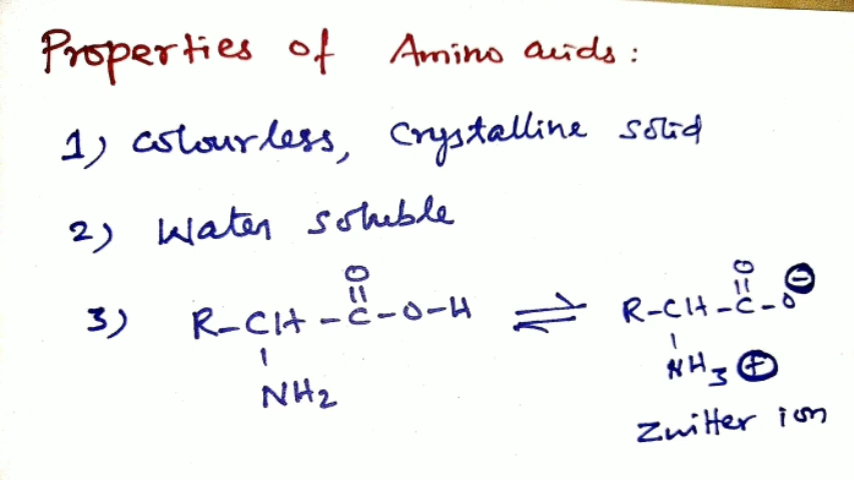 Properties of Amino acids:
1) colourless, Crystalline solid
2) Water soluble
3) R-CH-C-O-H ⇌ R-CH-C-O⊖
O O
|| ||
| |
NH2 NH3⊕
Zwitter ion